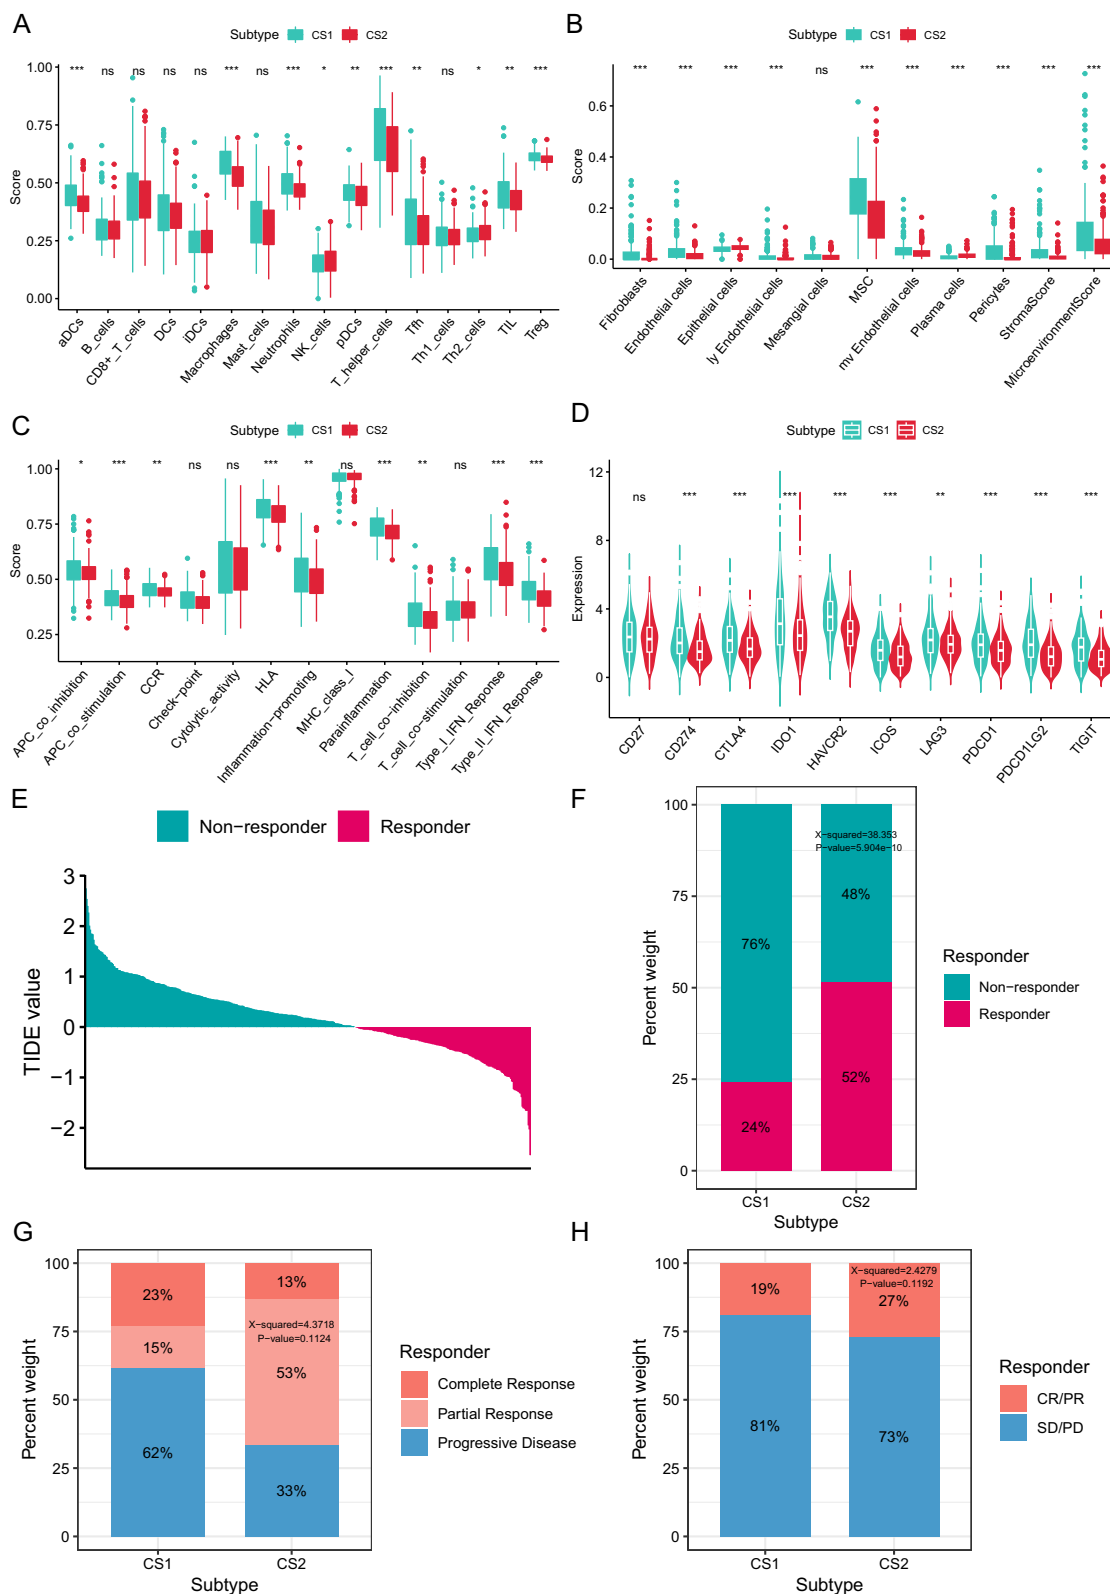 A
Subtype CS1 CS2
*** ns ns ns ns *** ns *** * ** *** ** ns * ** ***
1.00
0.75
0.50
0.25
0.00
Score
aDCs
B_cells
CD8+_T_cells
DCs
iDCs
Macrophages
Mast_cells
Neutrophils
NK_cells
pDCs
T_helper_cells
Tfh
Th1_cells
Th2_cells
TIL
Treg
B
Subtype CS1 CS2
*** *** *** *** ns *** *** *** *** *** ***
0.6
0.4
0.2
0.0
Score
Fibroblasts
Endothelial cells
Epithelial cells
ly Endothelial cells
Mesangial cells
MSC
mv Endothelial cells
Plasma cells
Pericytes
StromaScore
MicroenvironmentScore
C
Subtype CS1 CS2
* *** ** ns ns *** ** ns *** ** ns *** ***
1.00
0.75
0.50
0.25
Score
APC_co_inhibition
APC_co_stimulation
CCR
Check−point
Cytolytic_activity
HLA
Inflammation−promoting
MHC_class_I
Parainflammation
T_cell_co−inhibition
T_cell_co−stimulation
Type_I_IFN_Reponse
Type_II_IFN_Reponse
D
Subtype CS1 CS2
ns *** *** *** *** *** ** *** *** ***
12
8
4
0
Expression
CD27
CD274
CTLA4
IDO1
HAVCR2
ICOS
LAG3
PDCD1
PDCD1LG2
TIGIT
E
Non−responder Responder
3
2
1
0
−1
−2
TIDE value
F
100
75
50
25
0
Percent weight
X−squared=38.353
P−value=5.904e−10
76%
24%
48%
52%
CS1 CS2
Subtype
Responder
Non−responder
Responder
G
100
75
50
25
0
Percent weight
23%
15%
62%
13%
X−squared=4.3718
P−value=0.1124
53%
33%
CS1 CS2
Subtype
Responder
Complete Response
Partial Response
Progressive Disease
H
100
75
50
25
0
Percent weight
19%
81%
X−squared=2.4279
P−value=0.1192
27%
73%
CS1 CS2
Subtype
Responder
CR/PR
SD/PD